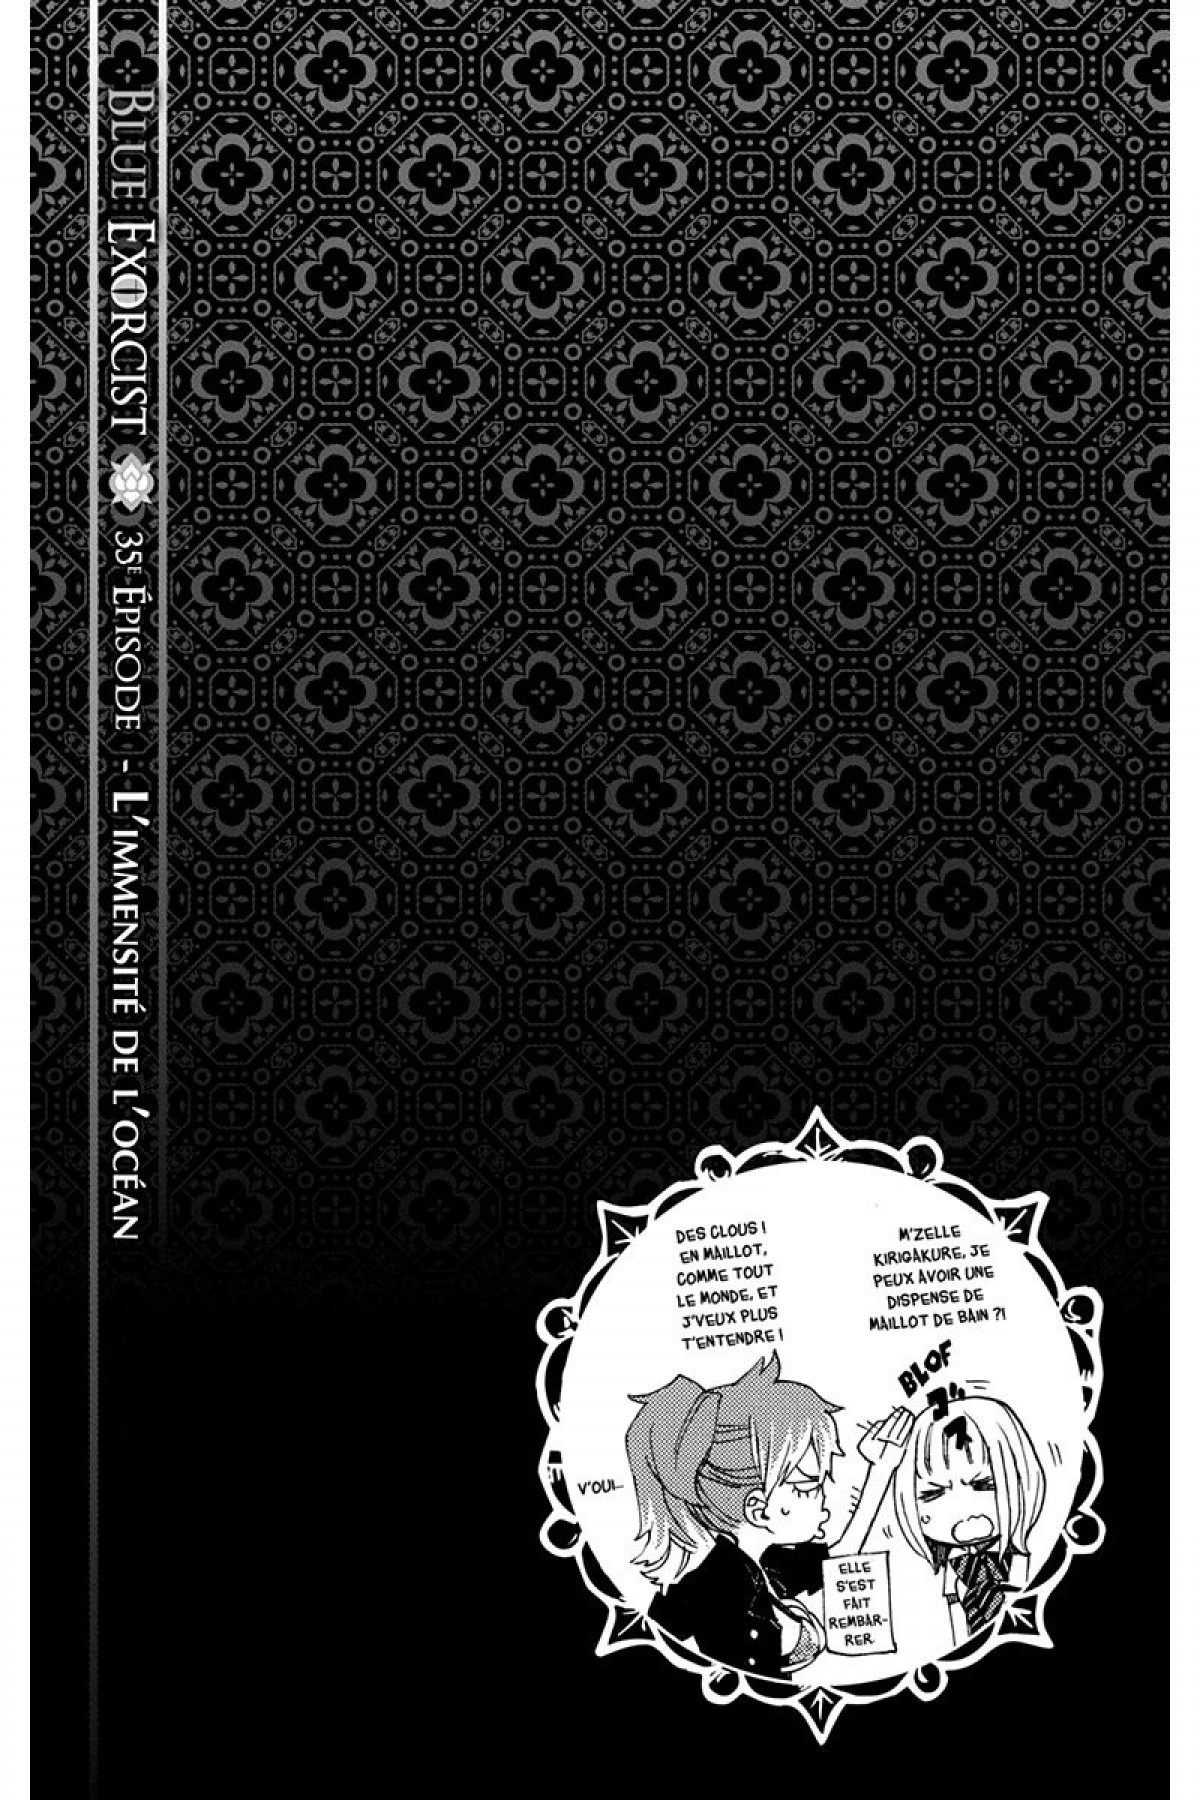 BLUE EXORCIST 35E ÉPISODE - L'IMMENSITÉ DE L'OCÉAN
M'ZELLE
KIRIGAKURE, JE
PEUX AVOIR UNE
DISPENSE DE
MAILLOT DE BAIN ?!
DES CLOUS !
EN MAILLOT,
COMME TOUT
LE MONDE, ET
J'VEUX PLUS
T'ENTENDRE !
BLOF
V'OUI...
ELLE
S'EST
FAIT
REMBAR-
RER